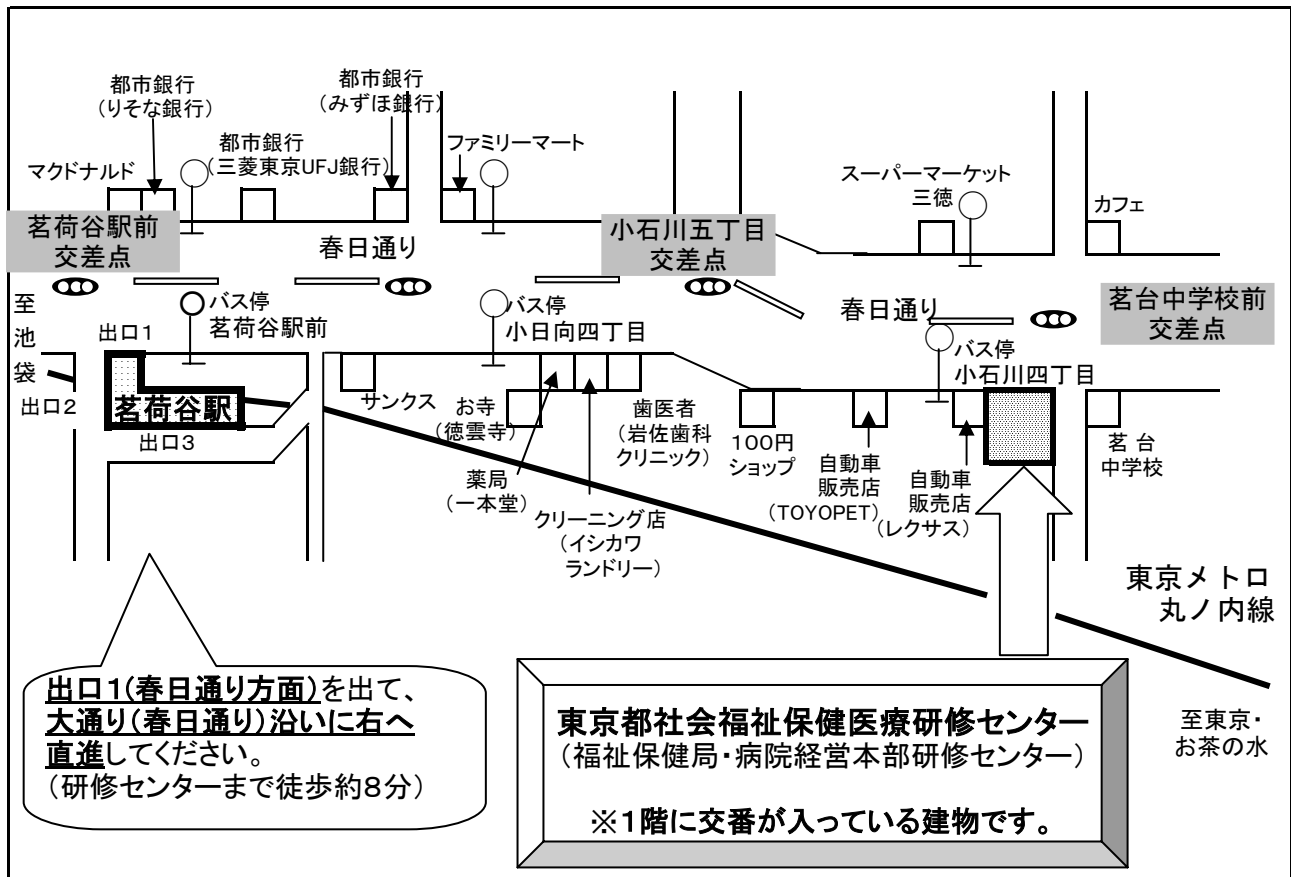 都市銀行
(りそな銀行)
都市銀行
(みずほ銀行)
都市銀行
(三菱東京UFJ銀行)
ファミリーマート
マクドナルド
スーパーマーケット
三徳
カフェ
茗荷谷駅前
交差点
春日通り
小石川五丁目
交差点
春日通り
茗台中学校前
交差点
至
池
袋
バス停
茗荷谷駅前
バス停
小日向四丁目
バス停
小石川四丁目
出口1
出口2
茗荷谷駅
出口3
サンクス
お寺
(徳雲寺)
薬局
(一本堂)
クリーニング店
(イシカワ
ランドリー)
歯医者
(岩佐歯科
クリニック)
100円
ショップ
自動車
販売店
(TOYOPET)
自動車
販売店
(レクサス)
茗台
中学校
東京メトロ
丸ノ内線
至東京・
お茶の水
出口1(春日通り方面)を出て、
大通り(春日通り)沿いに右へ
直進してください。
(研修センターまで徒歩約8分)
東京都社会福祉保健医療研修センター
(福祉保健局・病院経営本部研修センター)
※1階に交番が入っている建物です。